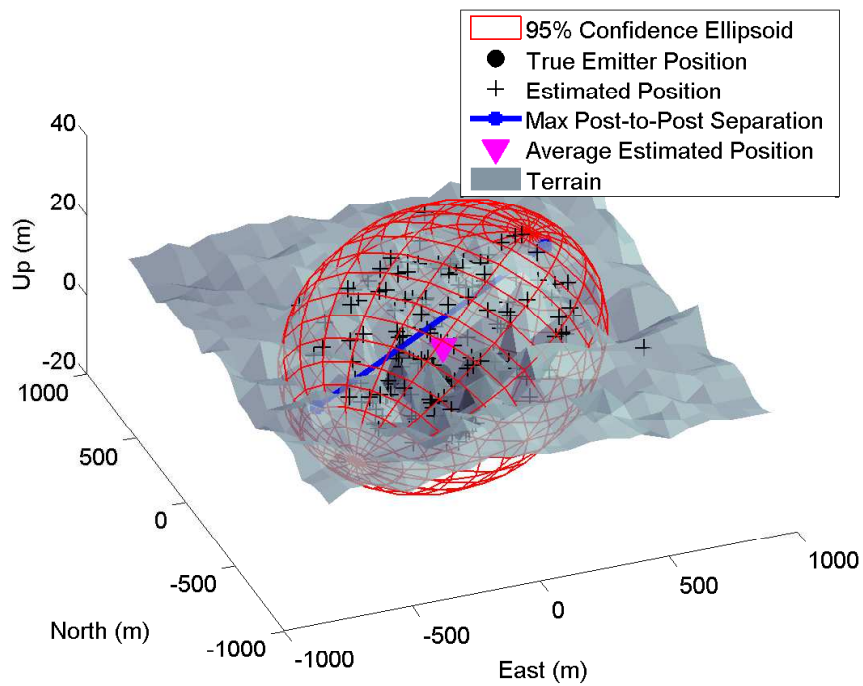 95% Confidence Ellipsoid
True Emitter Position
Estimated Position
Max Post-to-Post Separation
Average Estimated Position
Terrain
40
20
0
-20
Up (m)
1000
500
0
-500
-1000
North (m)
-1000
-500
0
500
1000
East (m)